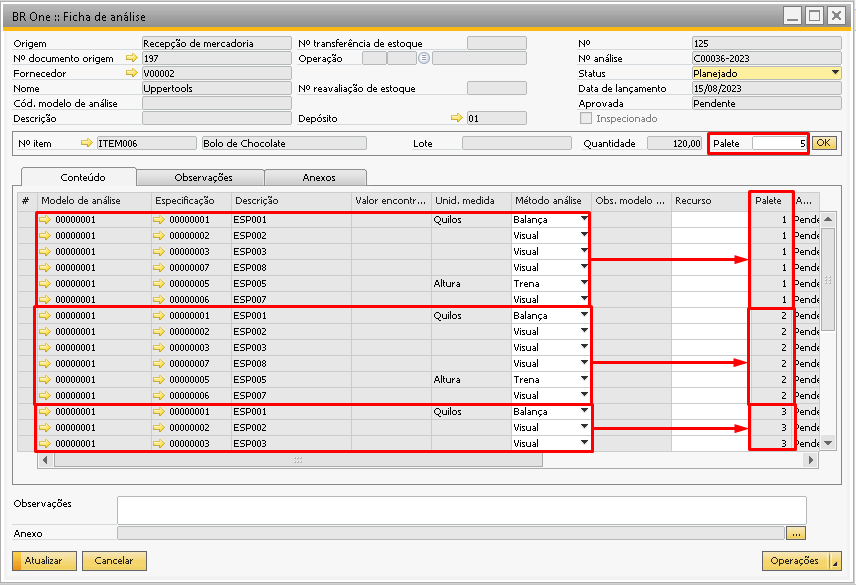 BR One :: Ficha de análise
Origem Recepção de mercadoria Nº transferência de estoque Nº 125
Nº documento origem 197 Operação Nº análise C00036-2023
Fornecedor V00002 Status Planejado
Nome Uppertools Nº reavaliação de estoque Data de lançamento 15/08/2023
Cód. modelo de análise Aprovada Pendente
Descrição Depósito 01 Inspecionado
Nº item ITEM006 Bolo de Chocolate Lote Quantidade 120,00 Palete 5 OK
Conteúdo Observações Anexos
# Modelo de análise Especificação Descrição Valor encontr... Unid. medida Método análise Obs. modelo ... Recurso Palete A...
00000001 00000001 ESP001 Quilos Balança 1 Pende
00000001 00000002 ESP002 Visual 1 Pende
00000001 00000003 ESP003 Visual 1 Pende
00000001 00000007 ESP008 Visual 1 Pende
00000001 00000005 ESP005 Altura Trena 1 Pende
00000001 00000006 ESP007 Visual 1 Pende
00000001 00000001 ESP001 Quilos Balança 2 Pende
00000001 00000002 ESP002 Visual 2 Pende
00000001 00000003 ESP003 Visual 2 Pende
00000001 00000007 ESP008 Visual 2 Pende
00000001 00000005 ESP005 Altura Trena 2 Pende
00000001 00000006 ESP007 Visual 2 Pende
00000001 00000001 ESP001 Quilos Balança 3 Pende
00000001 00000002 ESP002 Visual 3 Pende
00000001 00000003 ESP003 Visual 3 Pende
Observações
Anexo ...
Atualizar Cancelar Operações